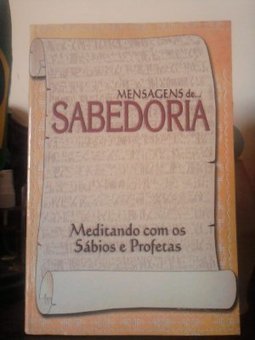 MENSAGENS de...
SABEDORIA
Meditando com os
Sábios e Profetas